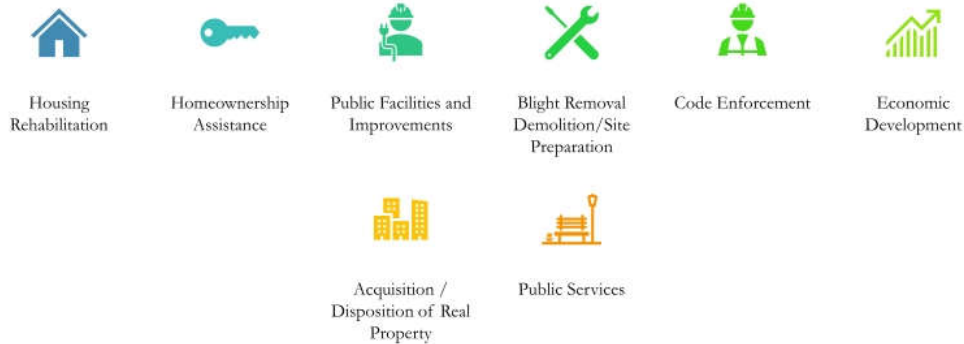 Housing
Rehabilitation
Homeownership
Assistance
Public Facilities and
Improvements
Blight Removal
Demolition/Site
Preparation
Code Enforcement
Economic
Development
Acquisition /
Disposition of Real
Property
Public Services